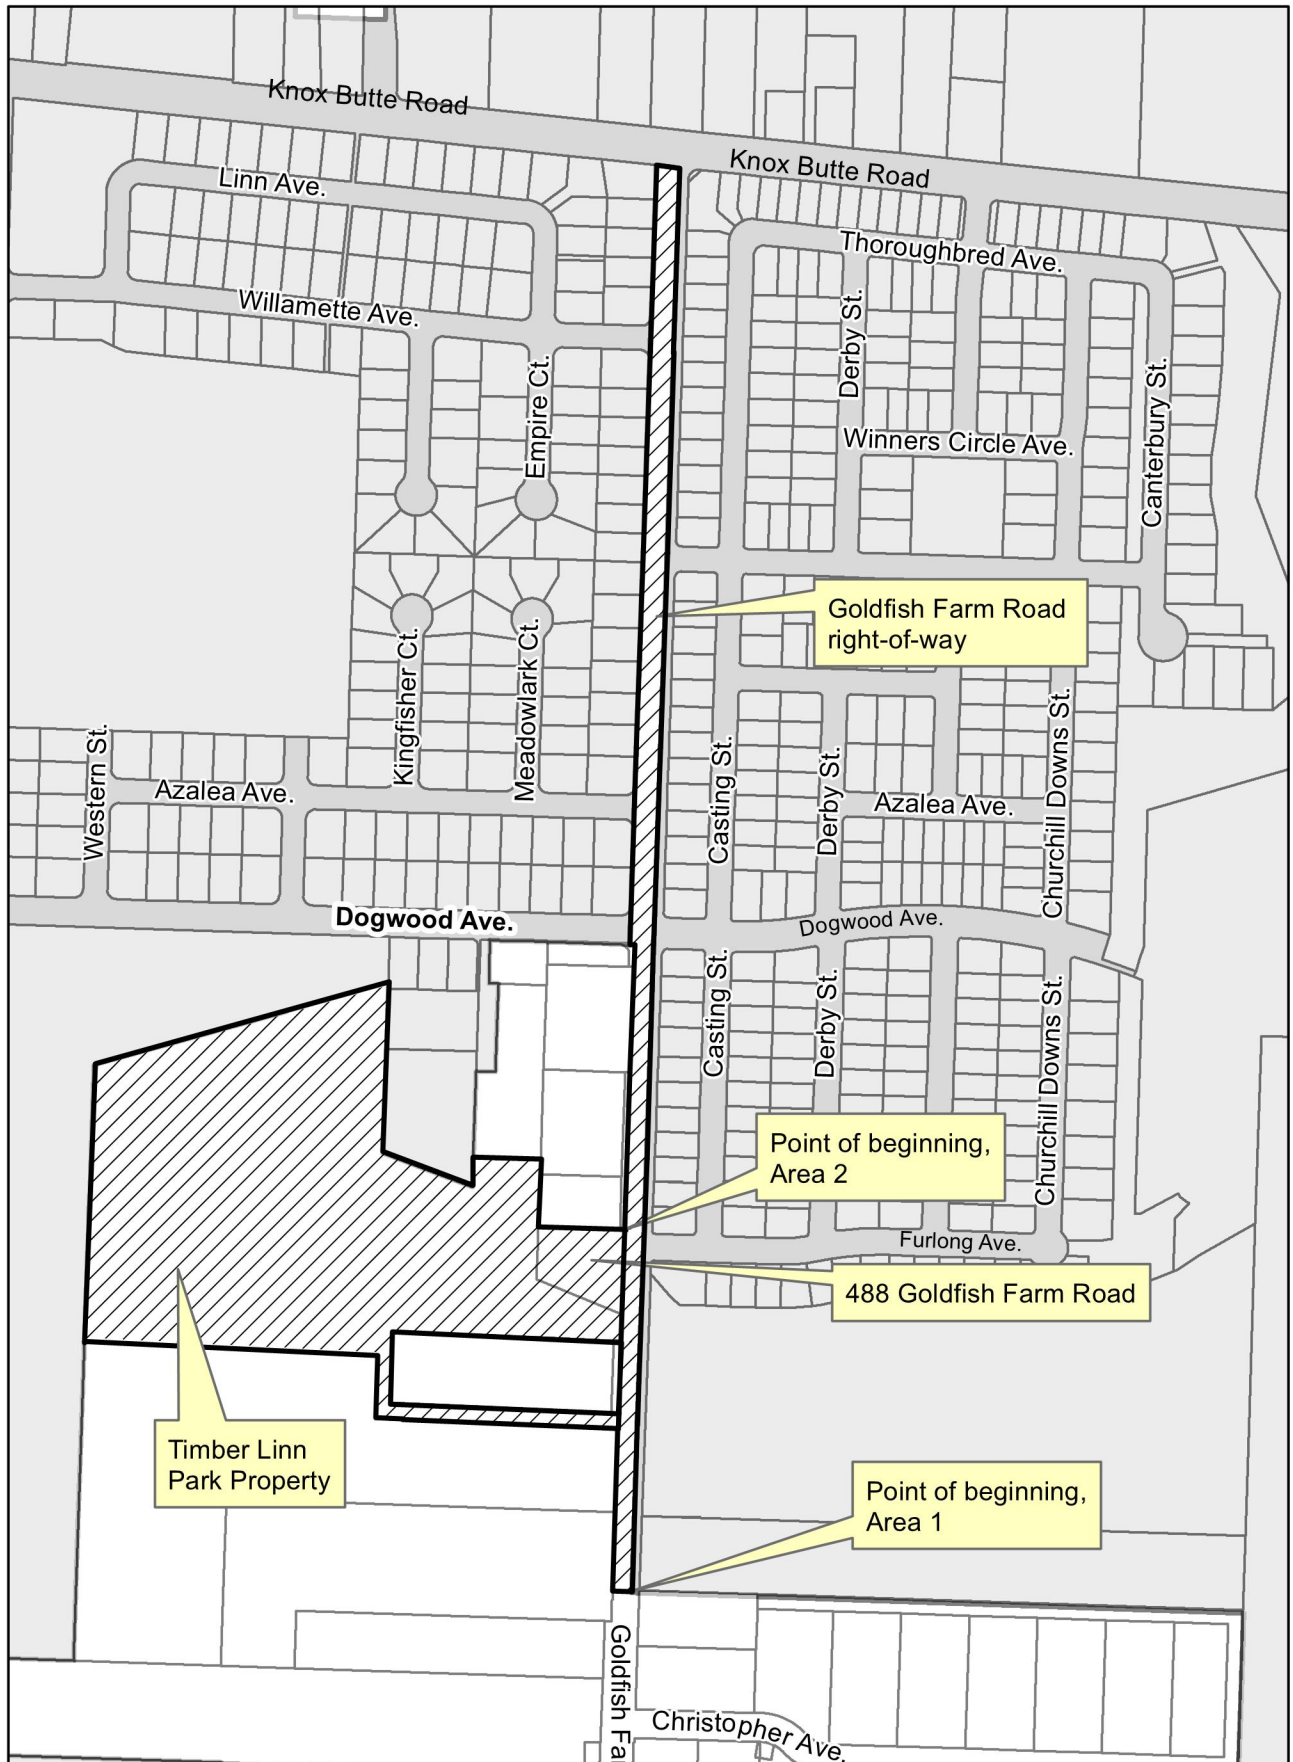 Knox Butte Road
Knox Butte Road
Linn Ave.
Thoroughbred Ave.
Willamette Ave.
Derby St.
Empire Ct.
Canterbury St.
Winners Circle Ave.
Goldfish Farm Road
right-of-way
Kingfisher Ct.
Meadowlark Ct.
Western St.
Azalea Ave.
Casting St.
Derby St.
Azalea Ave.
Churchill Downs St.
Dogwood Ave.
Dogwood Ave.
Casting St.
Derby St.
Churchill Downs St.
Point of beginning,
Area 2
Furlong Ave.
488 Goldfish Farm Road
Timber Linn
Park Property
Point of beginning,
Area 1
Goldfish Fa
Christopher Ave.